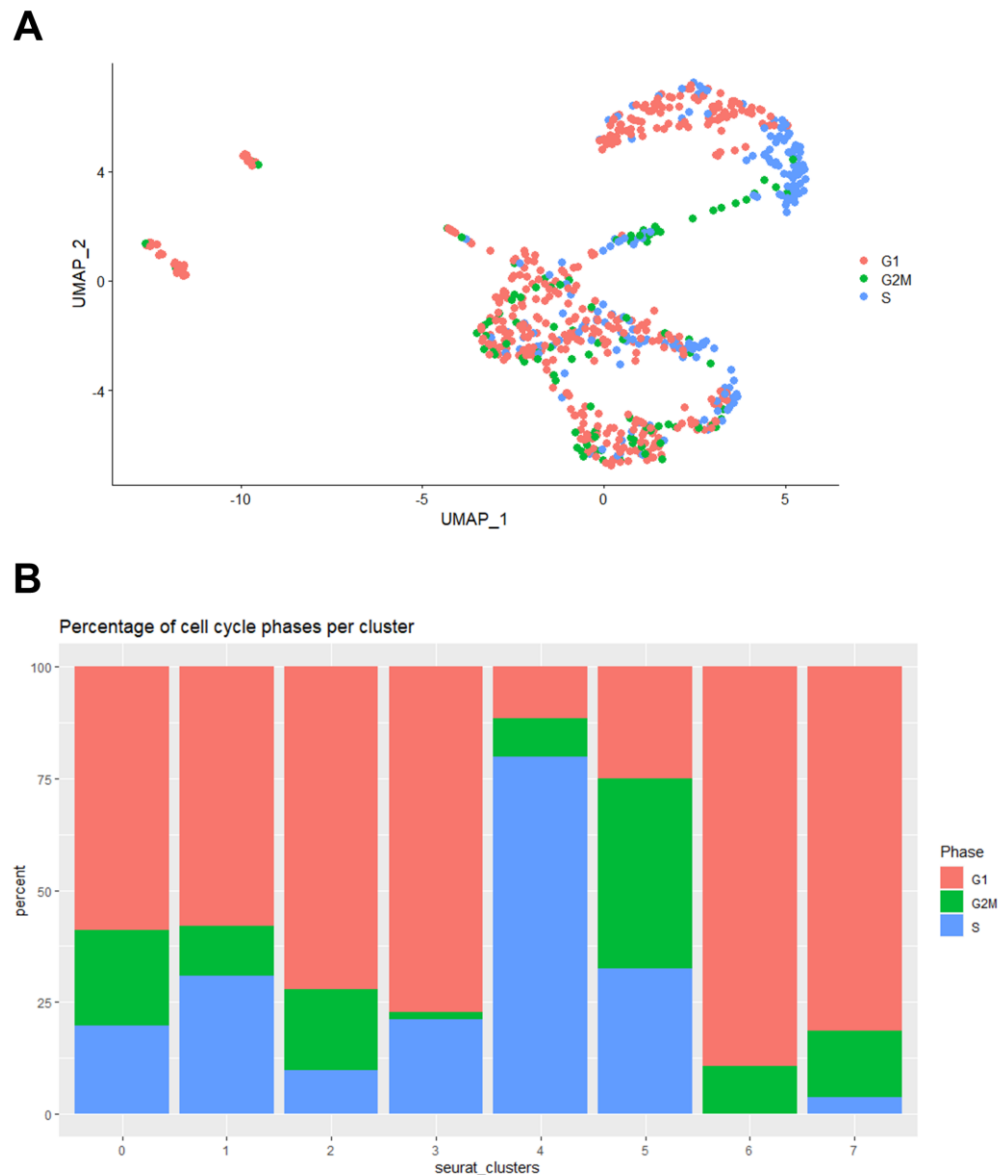 A
UMAP_2
4
0
-4
-10
-5
0
5
UMAP_1
G1
G2M
S
B
Percentage of cell cycle phases per cluster
percent
100
75
50
25
0
0
1
2
3
4
5
6
7
seurat_clusters
Phase
G1
G2M
S